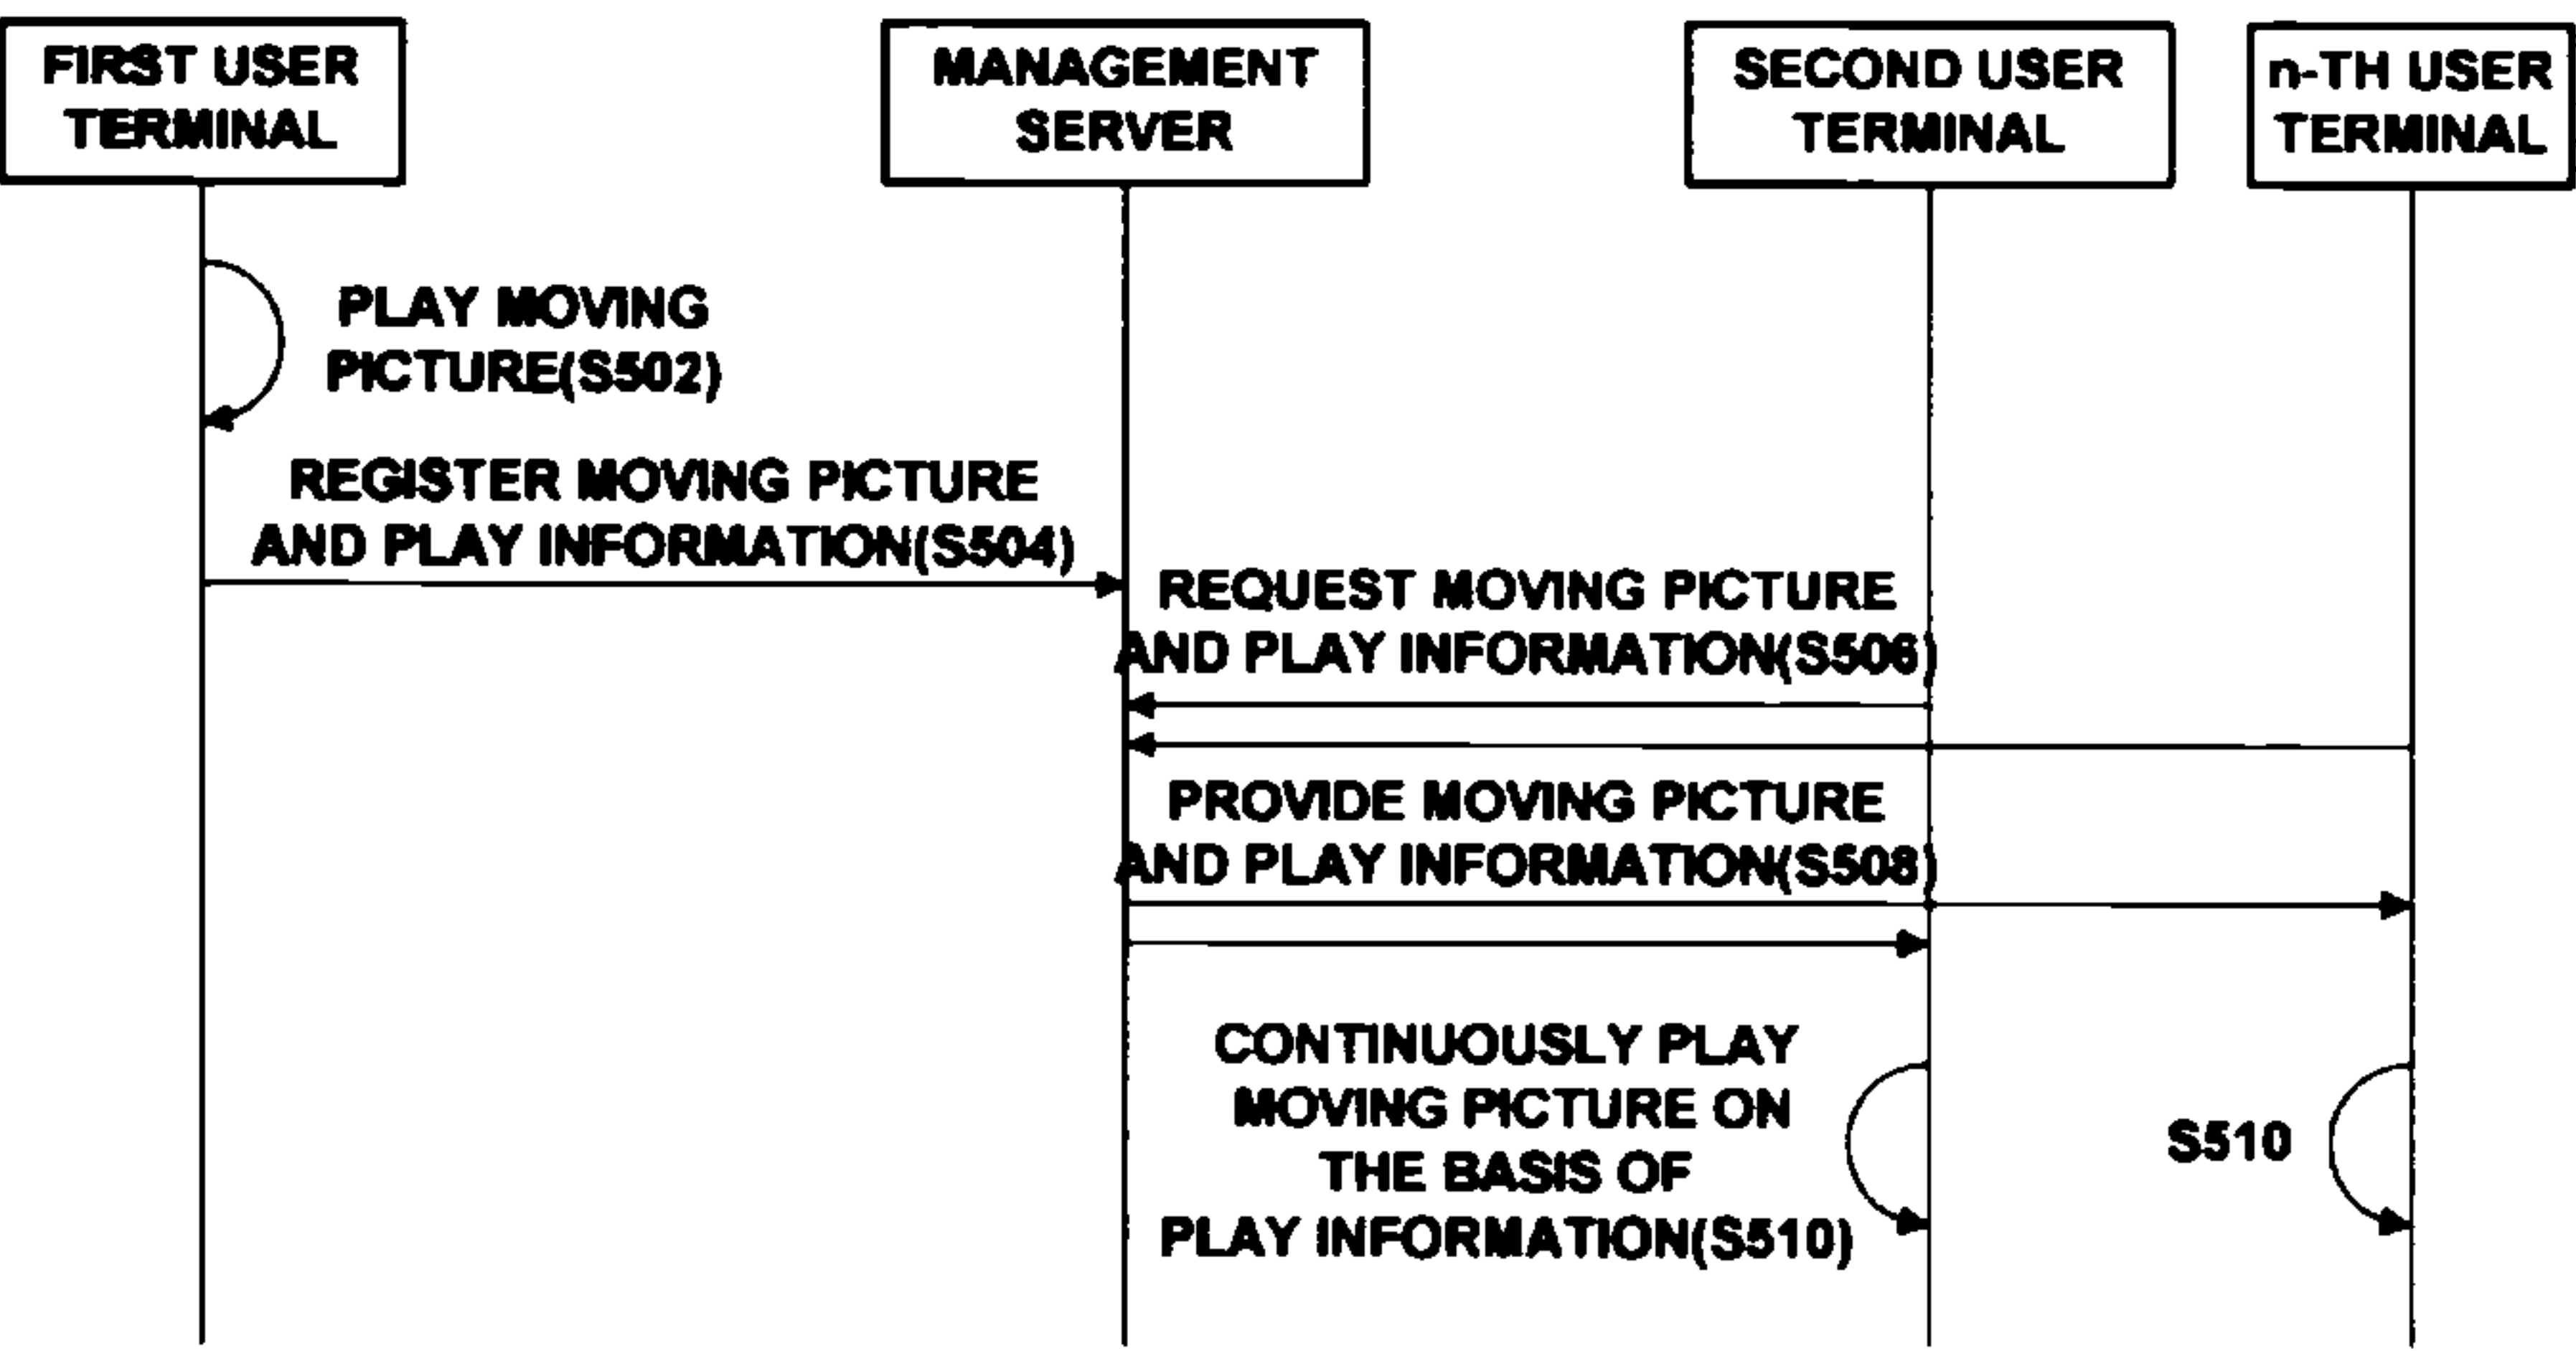 FIRST USER
TERMINAL
MANAGEMENT
SERVER
SECOND USER
TERMINAL
n-TH USER
TERMINAL
PLAY MOVING
PICTURE(S502)
REGISTER MOVING PICTURE
AND PLAY INFORMATION(S504)
REQUEST MOVING PICTURE
AND PLAY INFORMATION(S506)
PROVIDE MOVING PICTURE
AND PLAY INFORMATION(S508)
CONTINUOUSLY PLAY
MOVING PICTURE ON
THE BASIS OF
PLAY INFORMATION(S510)
S510